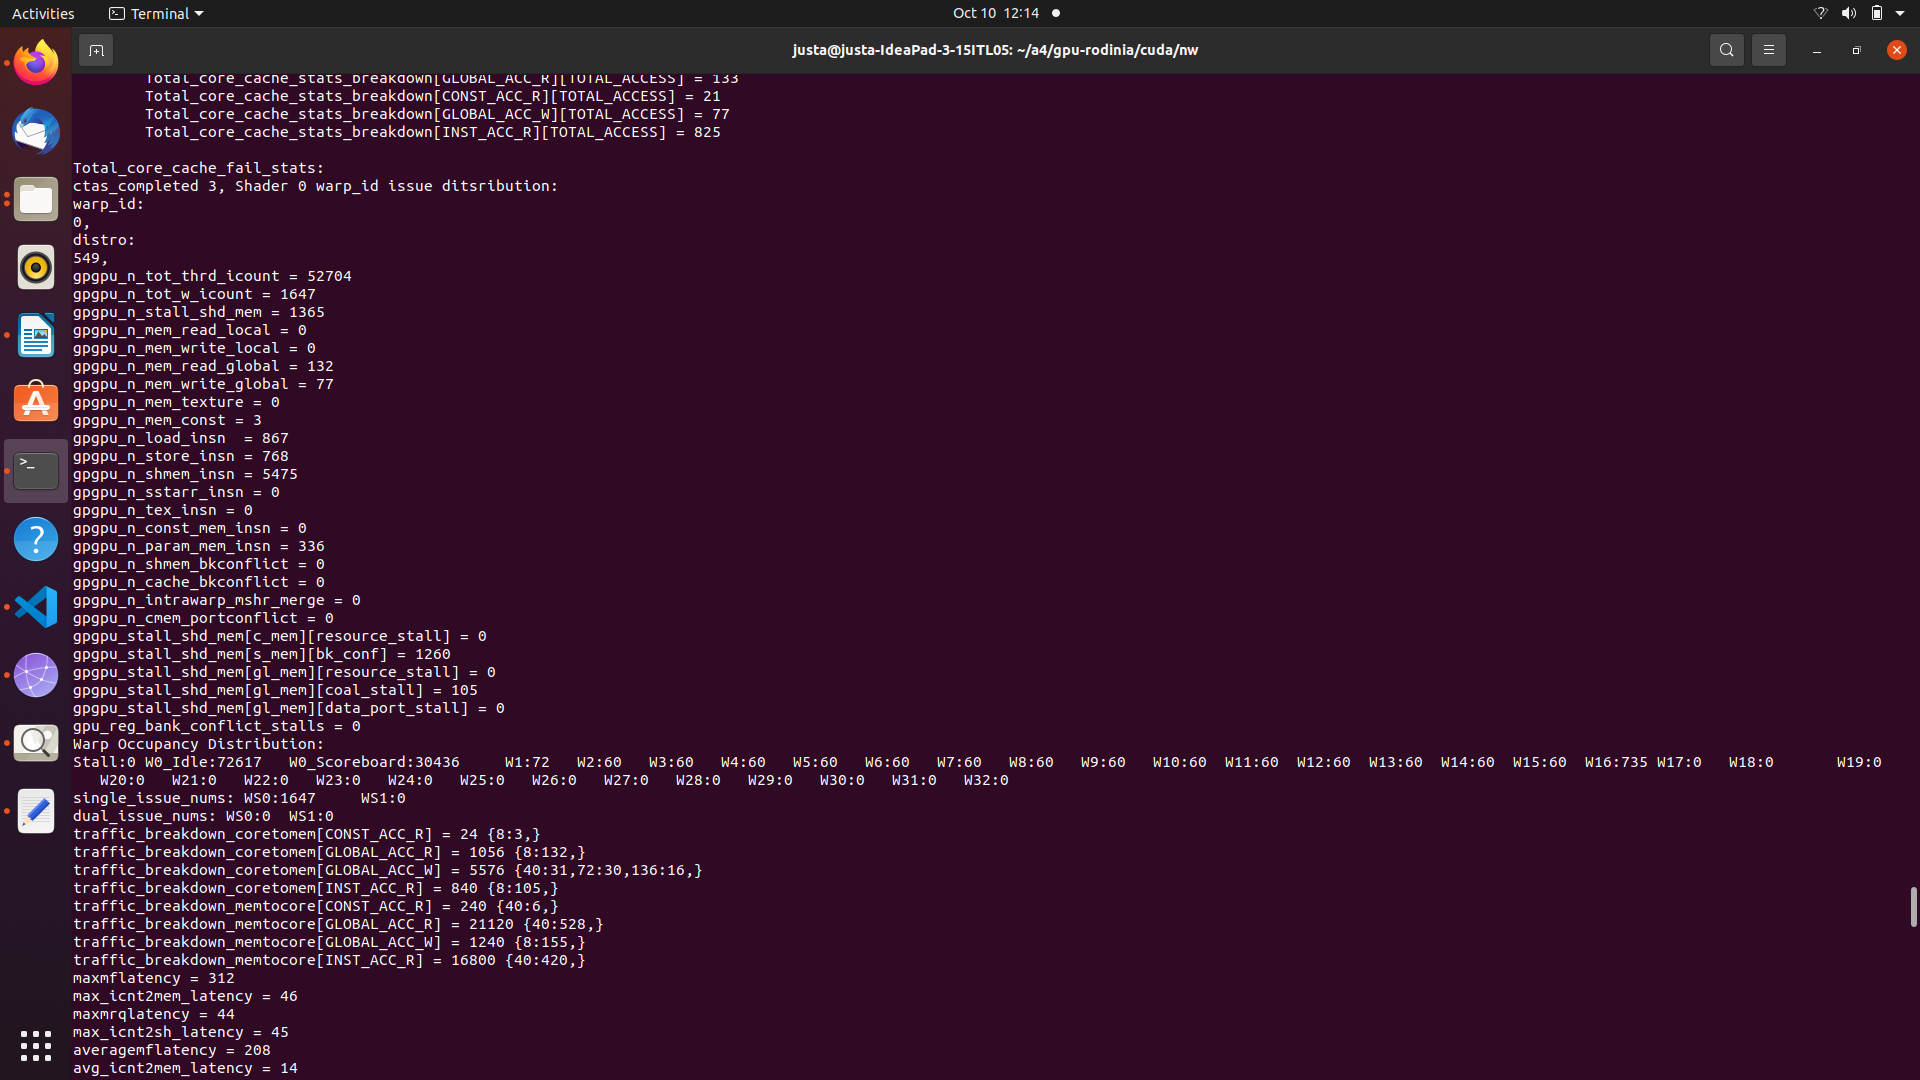 Activities
Terminal
Oct 10 12:14
justa@justa-IdeaPad-3-15ITL05: ~/a4/gpu-rodinia/cuda/nw
Total_core_cache_stats_breakdown[GLOBAL_ACC_R][TOTAL_ACCESS] = 133
Total_core_cache_stats_breakdown[CONST_ACC_R][TOTAL_ACCESS] = 21
Total_core_cache_stats_breakdown[GLOBAL_ACC_W][TOTAL_ACCESS] = 77
Total_core_cache_stats_breakdown[INST_ACC_R][TOTAL_ACCESS] = 825
Total_core_cache_fail_stats:
ctas_completed 3, Shader 0 warp_id issue ditsribution:
warp_id:
0,
distro:
549,
gpgpu_n_tot_thrd_icount = 52704
gpgpu_n_tot_w_icount = 1647
gpgpu_n_stall_shd_mem = 1365
gpgpu_n_mem_read_local = 0
gpgpu_n_mem_write_local = 0
gpgpu_n_mem_read_global = 132
gpgpu_n_mem_write_global = 77
gpgpu_n_mem_texture = 0
gpgpu_n_mem_const = 3
gpgpu_n_load_insn  = 867
gpgpu_n_store_insn = 768
gpgpu_n_shmem_insn = 5475
gpgpu_n_sstarr_insn = 0
gpgpu_n_tex_insn = 0
gpgpu_n_const_mem_insn = 0
gpgpu_n_param_mem_insn = 336
gpgpu_n_shmem_bkconflict = 0
gpgpu_n_cache_bkconflict = 0
gpgpu_n_intrawarp_mshr_merge = 0
gpgpu_n_cmem_portconflict = 0
gpgpu_stall_shd_mem[c_mem][resource_stall] = 0
gpgpu_stall_shd_mem[s_mem][bk_conf] = 1260
gpgpu_stall_shd_mem[gl_mem][resource_stall] = 0
gpgpu_stall_shd_mem[gl_mem][coal_stall] = 105
gpgpu_stall_shd_mem[gl_mem][data_port_stall] = 0
gpu_reg_bank_conflict_stalls = 0
Warp Occupancy Distribution:
Stall:0 W0_Idle:72617 W0_Scoreboard:30436 W1:72 W2:60 W3:60 W4:60 W5:60 W6:60 W7:60 W8:60 W9:60 W10:60 W11:60 W12:60 W13:60 W14:60 W15:60 W16:735 W17:0 W18:0 W19:0
W20:0 W21:0 W22:0 W23:0 W24:0 W25:0 W26:0 W27:0 W28:0 W29:0 W30:0 W31:0 W32:0
single_issue_nums: WS0:1647 WS1:0
dual_issue_nums: WS0:0 WS1:0
traffic_breakdown_coretomem[CONST_ACC_R] = 24 {8:3,}
traffic_breakdown_coretomem[GLOBAL_ACC_R] = 1056 {8:132,}
traffic_breakdown_coretomem[GLOBAL_ACC_W] = 5576 {40:31,72:30,136:16,}
traffic_breakdown_coretomem[INST_ACC_R] = 840 {8:105,}
traffic_breakdown_memtocore[CONST_ACC_R] = 240 {40:6,}
traffic_breakdown_memtocore[GLOBAL_ACC_R] = 21120 {40:528,}
traffic_breakdown_memtocore[GLOBAL_ACC_W] = 1240 {8:155,}
traffic_breakdown_memtocore[INST_ACC_R] = 16800 {40:420,}
maxmflatency = 312
max_icnt2mem_latency = 46
maxmrqlatency = 44
max_icnt2sh_latency = 45
averagemflatency = 208
avg_icnt2mem_latency = 14